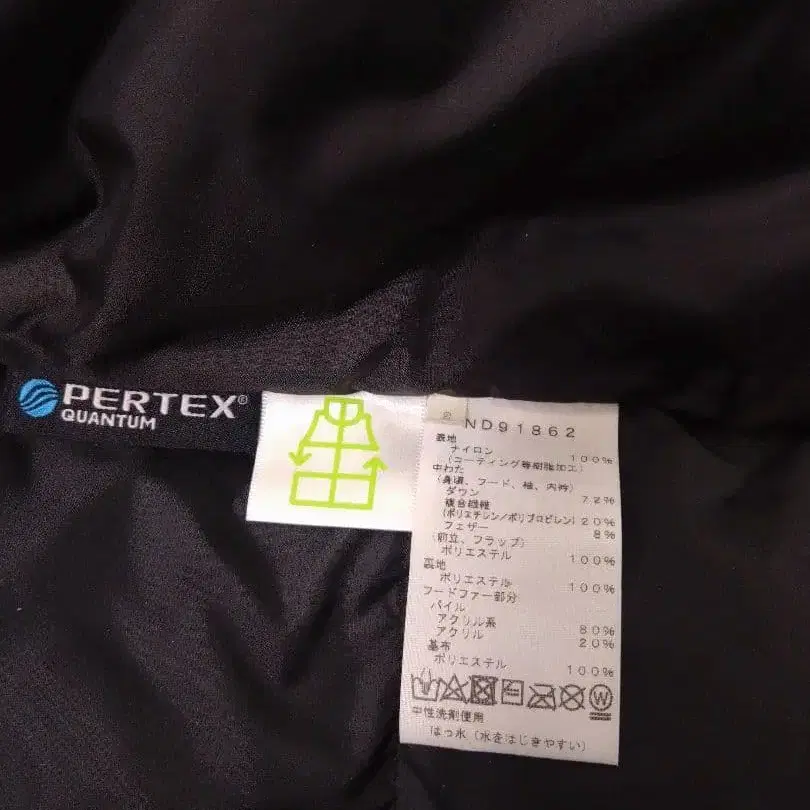 PERTEX®
QUANTUM
ND91862
表地
ナイロン 100%
(コーティング等樹脂加工)
中わた
(身頃、フード、袖、内衿)
ダウン 72%
複合繊維
(ポリエチレン/ポリプロピレン) 20%
フェザー 8%
(前立、フラップ)
ポリエステル 100%
裏地
ポリエステル 100%
フードファー部分
パイル
アクリル系 80%
アクリル 20%
基布
ポリエステル 100%
W
中性洗剤使用
はっ水(水をはじきやすい)